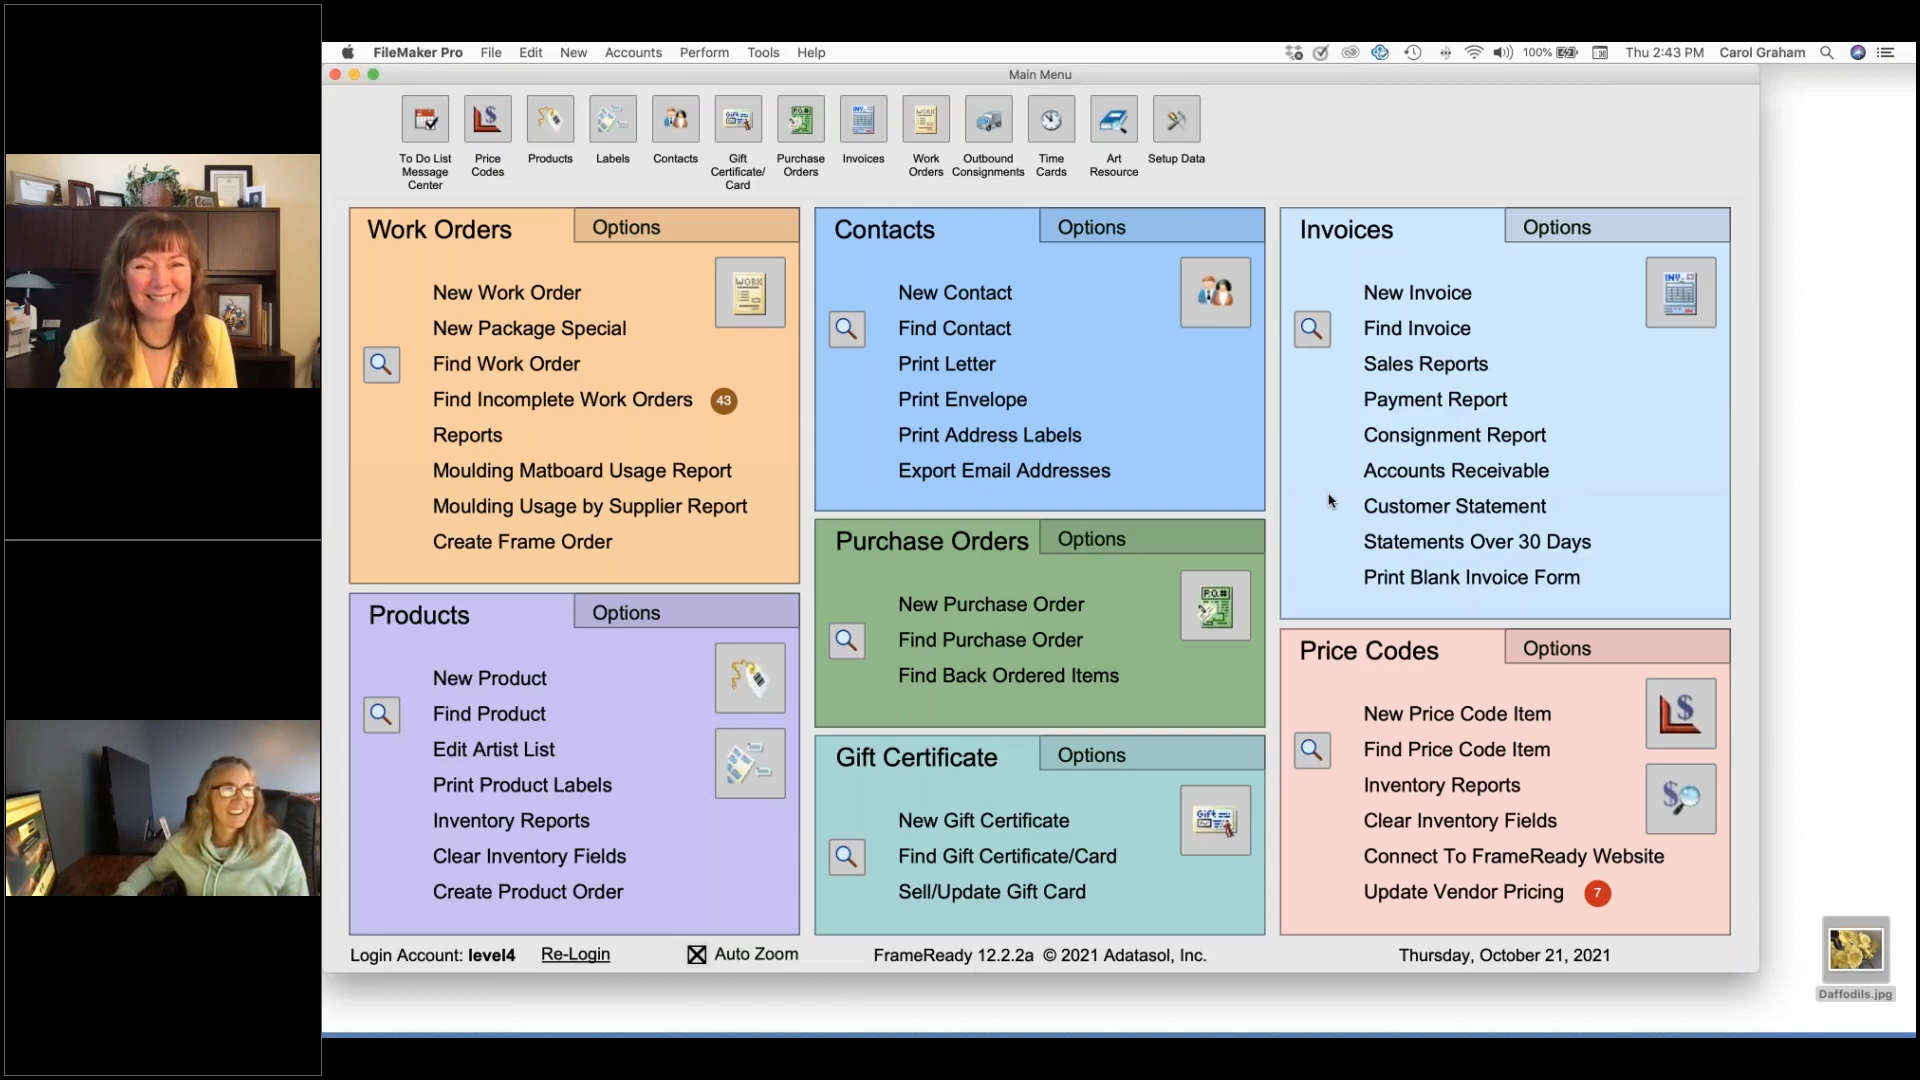 FileMaker Pro File Edit New Accounts Perform Tools Help
100% Thu 2:43 PM Carol Graham
Main Menu
To Do List Message Center
Price Codes
Products
Labels
Contacts
Gift Certificate/ Card
Purchase Orders
Invoices
Work Orders
Outbound Consignments
Time Cards
Art Resource
Setup Data
Work Orders
Options
New Work Order
New Package Special
Find Work Order
Find Incomplete Work Orders 43
Reports
Moulding Matboard Usage Report
Moulding Usage by Supplier Report
Create Frame Order
Products
Options
New Product
Find Product
Edit Artist List
Print Product Labels
Inventory Reports
Clear Inventory Fields
Create Product Order
Contacts
Options
New Contact
Find Contact
Print Letter
Print Envelope
Print Address Labels
Export Email Addresses
Purchase Orders
Options
New Purchase Order
Find Purchase Order
Find Back Ordered Items
Gift Certificate
Options
New Gift Certificate
Find Gift Certificate/Card
Sell/Update Gift Card
Invoices
Options
New Invoice
Find Invoice
Sales Reports
Payment Report
Consignment Report
Accounts Receivable
Customer Statement
Statements Over 30 Days
Print Blank Invoice Form
Price Codes
Options
New Price Code Item
Find Price Code Item
Inventory Reports
Clear Inventory Fields
Connect To FrameReady Website
Update Vendor Pricing 7
Login Account: level4 Re-Login Auto Zoom FrameReady 12.2.2a © 2021 Adatasol, Inc. Thursday, October 21, 2021
Daffodils.jpg